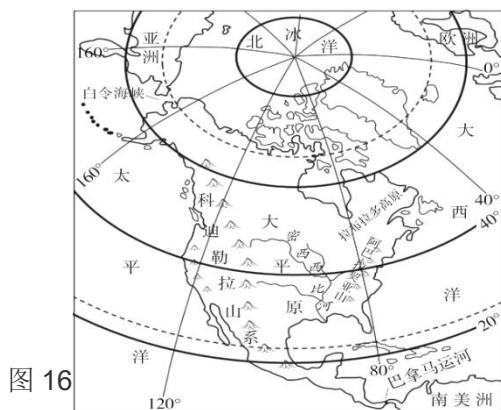 亚洲
北冰洋
欧洲
160°
0°
白令海峡
160°
大西洋
40°
40°
太平洋
科迪勒拉山系
大平原
密西西比河
拉布拉多高原
阿巴拉契亚山
20°
80°
巴拿马运河
南美洲
120°
图 16